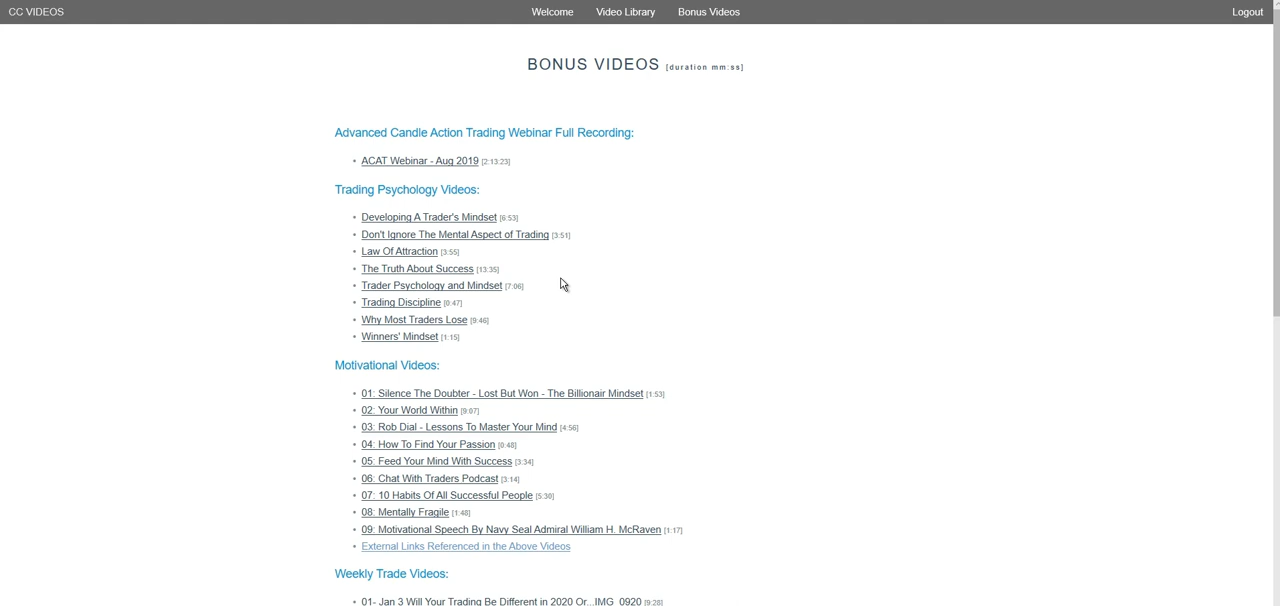 CC VIDEOS Welcome Video Library Bonus Videos Logout
BONUS VIDEOS [duration mm:ss]
Advanced Candle Action Trading Webinar Full Recording:
• ACAT Webinar - Aug 2019 [2:13:23]
Trading Psychology Videos:
• Developing A Trader's Mindset [6:53]
• Don't Ignore The Mental Aspect of Trading [3:51]
• Law Of Attraction [3:55]
• The Truth About Success [13:35]
• Trader Psychology and Mindset [7:06]
• Trading Discipline [0:47]
• Why Most Traders Lose [9:46]
• Winners' Mindset [1:15]
Motivational Videos:
• 01: Silence The Doubter - Lost But Won - The Billionair Mindset [1:53]
• 02: Your World Within [9:07]
• 03: Rob Dial - Lessons To Master Your Mind [4:56]
• 04: How To Find Your Passion [0:48]
• 05: Feed Your Mind With Success [3:34]
• 06: Chat With Traders Podcast [3:14]
• 07: 10 Habits Of All Successful People [5:30]
• 08: Mentally Fragile [1:48]
• 09: Motivational Speech By Navy Seal Admiral William H. McRaven [1:17]
• External Links Referenced in the Above Videos
Weekly Trade Videos:
• 01- Jan 3 Will Your Trading Be Different in 2020 Or...IMG_0920 [9:28]